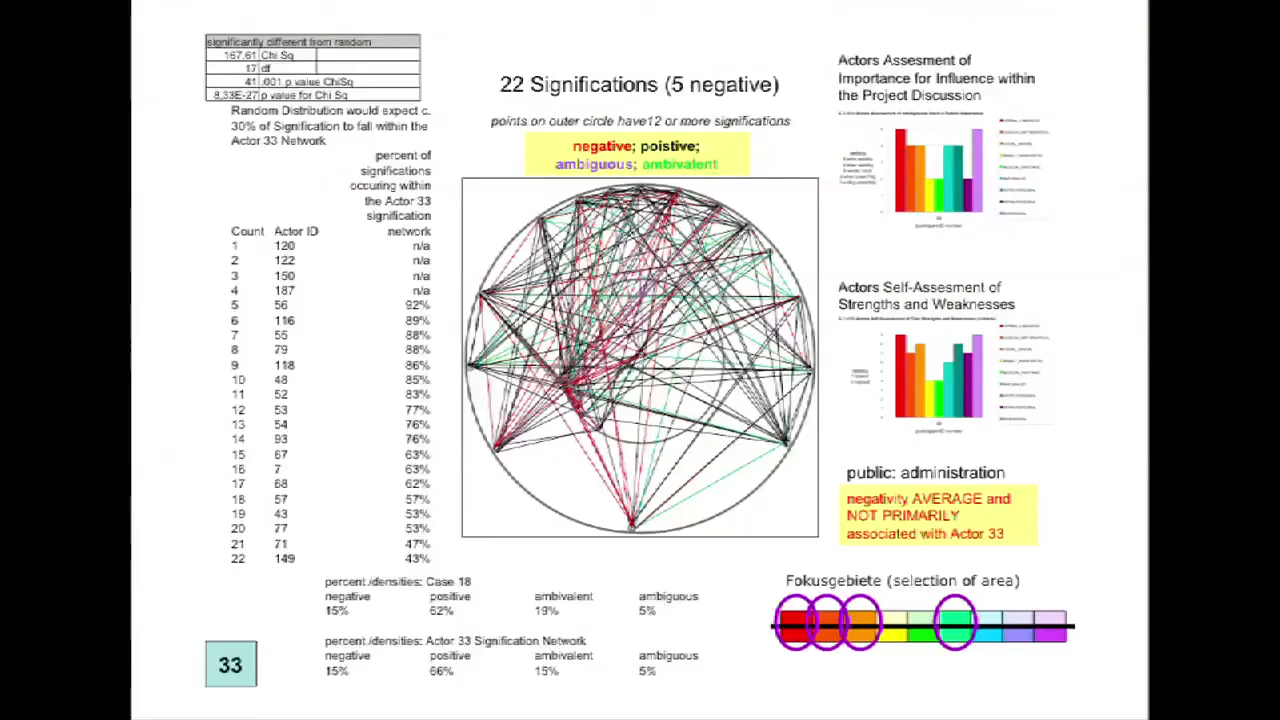 significantly different from random
167.61 Chi Sq
17 df
41 .001 p value ChiSq
8.33E-27 p value for Chi Sq
Random Distribution would expect c.
30% of Signification to fall within the
Actor 33 Network
percent of
significations
occuring within
the Actor 33
signification
Count Actor ID network
1 120 n/a
2 122 n/a
3 150 n/a
4 187 n/a
5 56 92%
6 116 89%
7 55 88%
8 79 88%
9 118 86%
10 48 85%
11 52 83%
12 53 77%
13 54 76%
14 93 76%
15 67 63%
16 7 63%
17 68 62%
18 57 57%
19 43 53%
20 77 53%
21 71 47%
22 149 43%
22 Significations (5 negative)
points on outer circle have12 or more significations
negative; poistive;
ambiguous; ambivalent
Actors Assesment of
Importance for Influence within
the Project Discussion
Actors Self-Assesment of
Strengths and Weaknesses
public: administration
negativity AVERAGE and
NOT PRIMARILY
associated with Actor 33
Fokusgebiete (selection of area)
percent /densities: Case 18
negative positive ambivalent ambiguous
15% 62% 19% 5%
percent /densities: Actor 33 Signification Network
negative positive ambivalent ambiguous
15% 66% 15% 5%
33